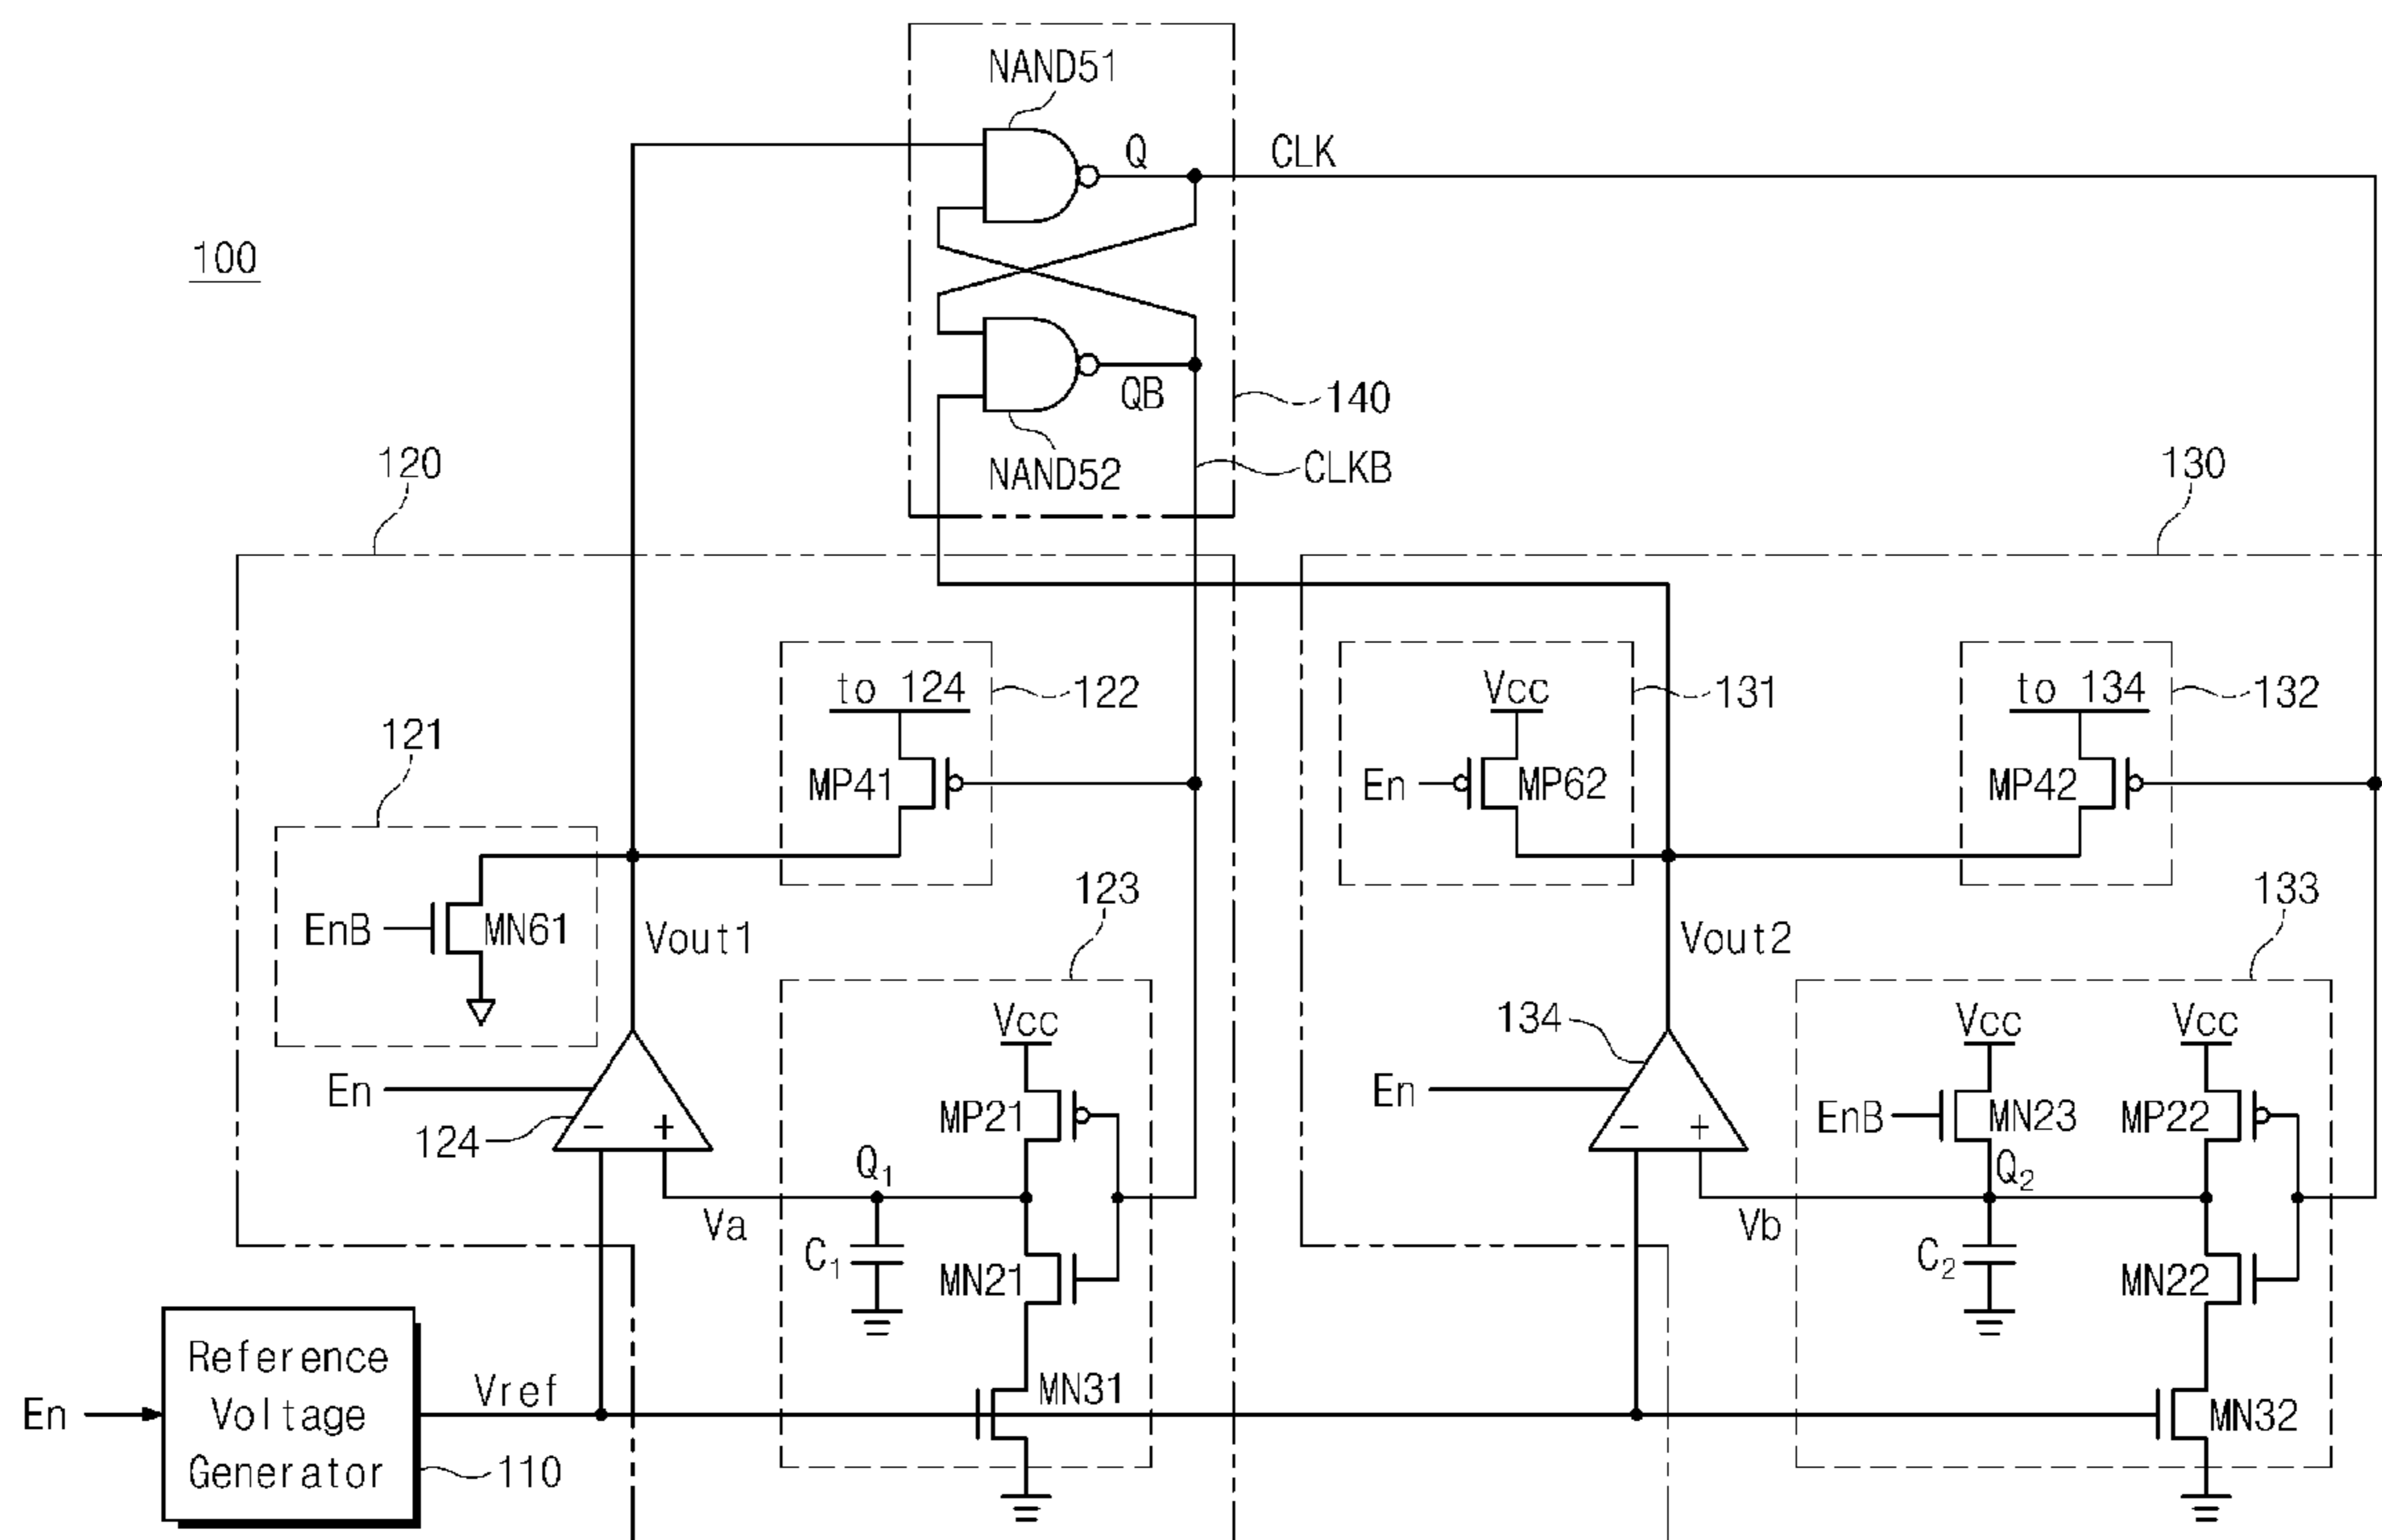 NAND51
Q
CLK
100
QB
140
NAND52
CLKB
120
130
to 124
122
Vcc
131
to 134
132
121
MP41
En
MP62
MP42
123
133
EnB
MN61
Vout1
Vout2
Vcc
134
Vcc
Vcc
En
MP21
En
EnB
MN23
MP22
124
−
+
−
+
Q₁
Q₂
Va
Vb
C₁
MN21
C₂
MN22
Reference
Voltage
Generator
En
Vref
MN31
MN32
110